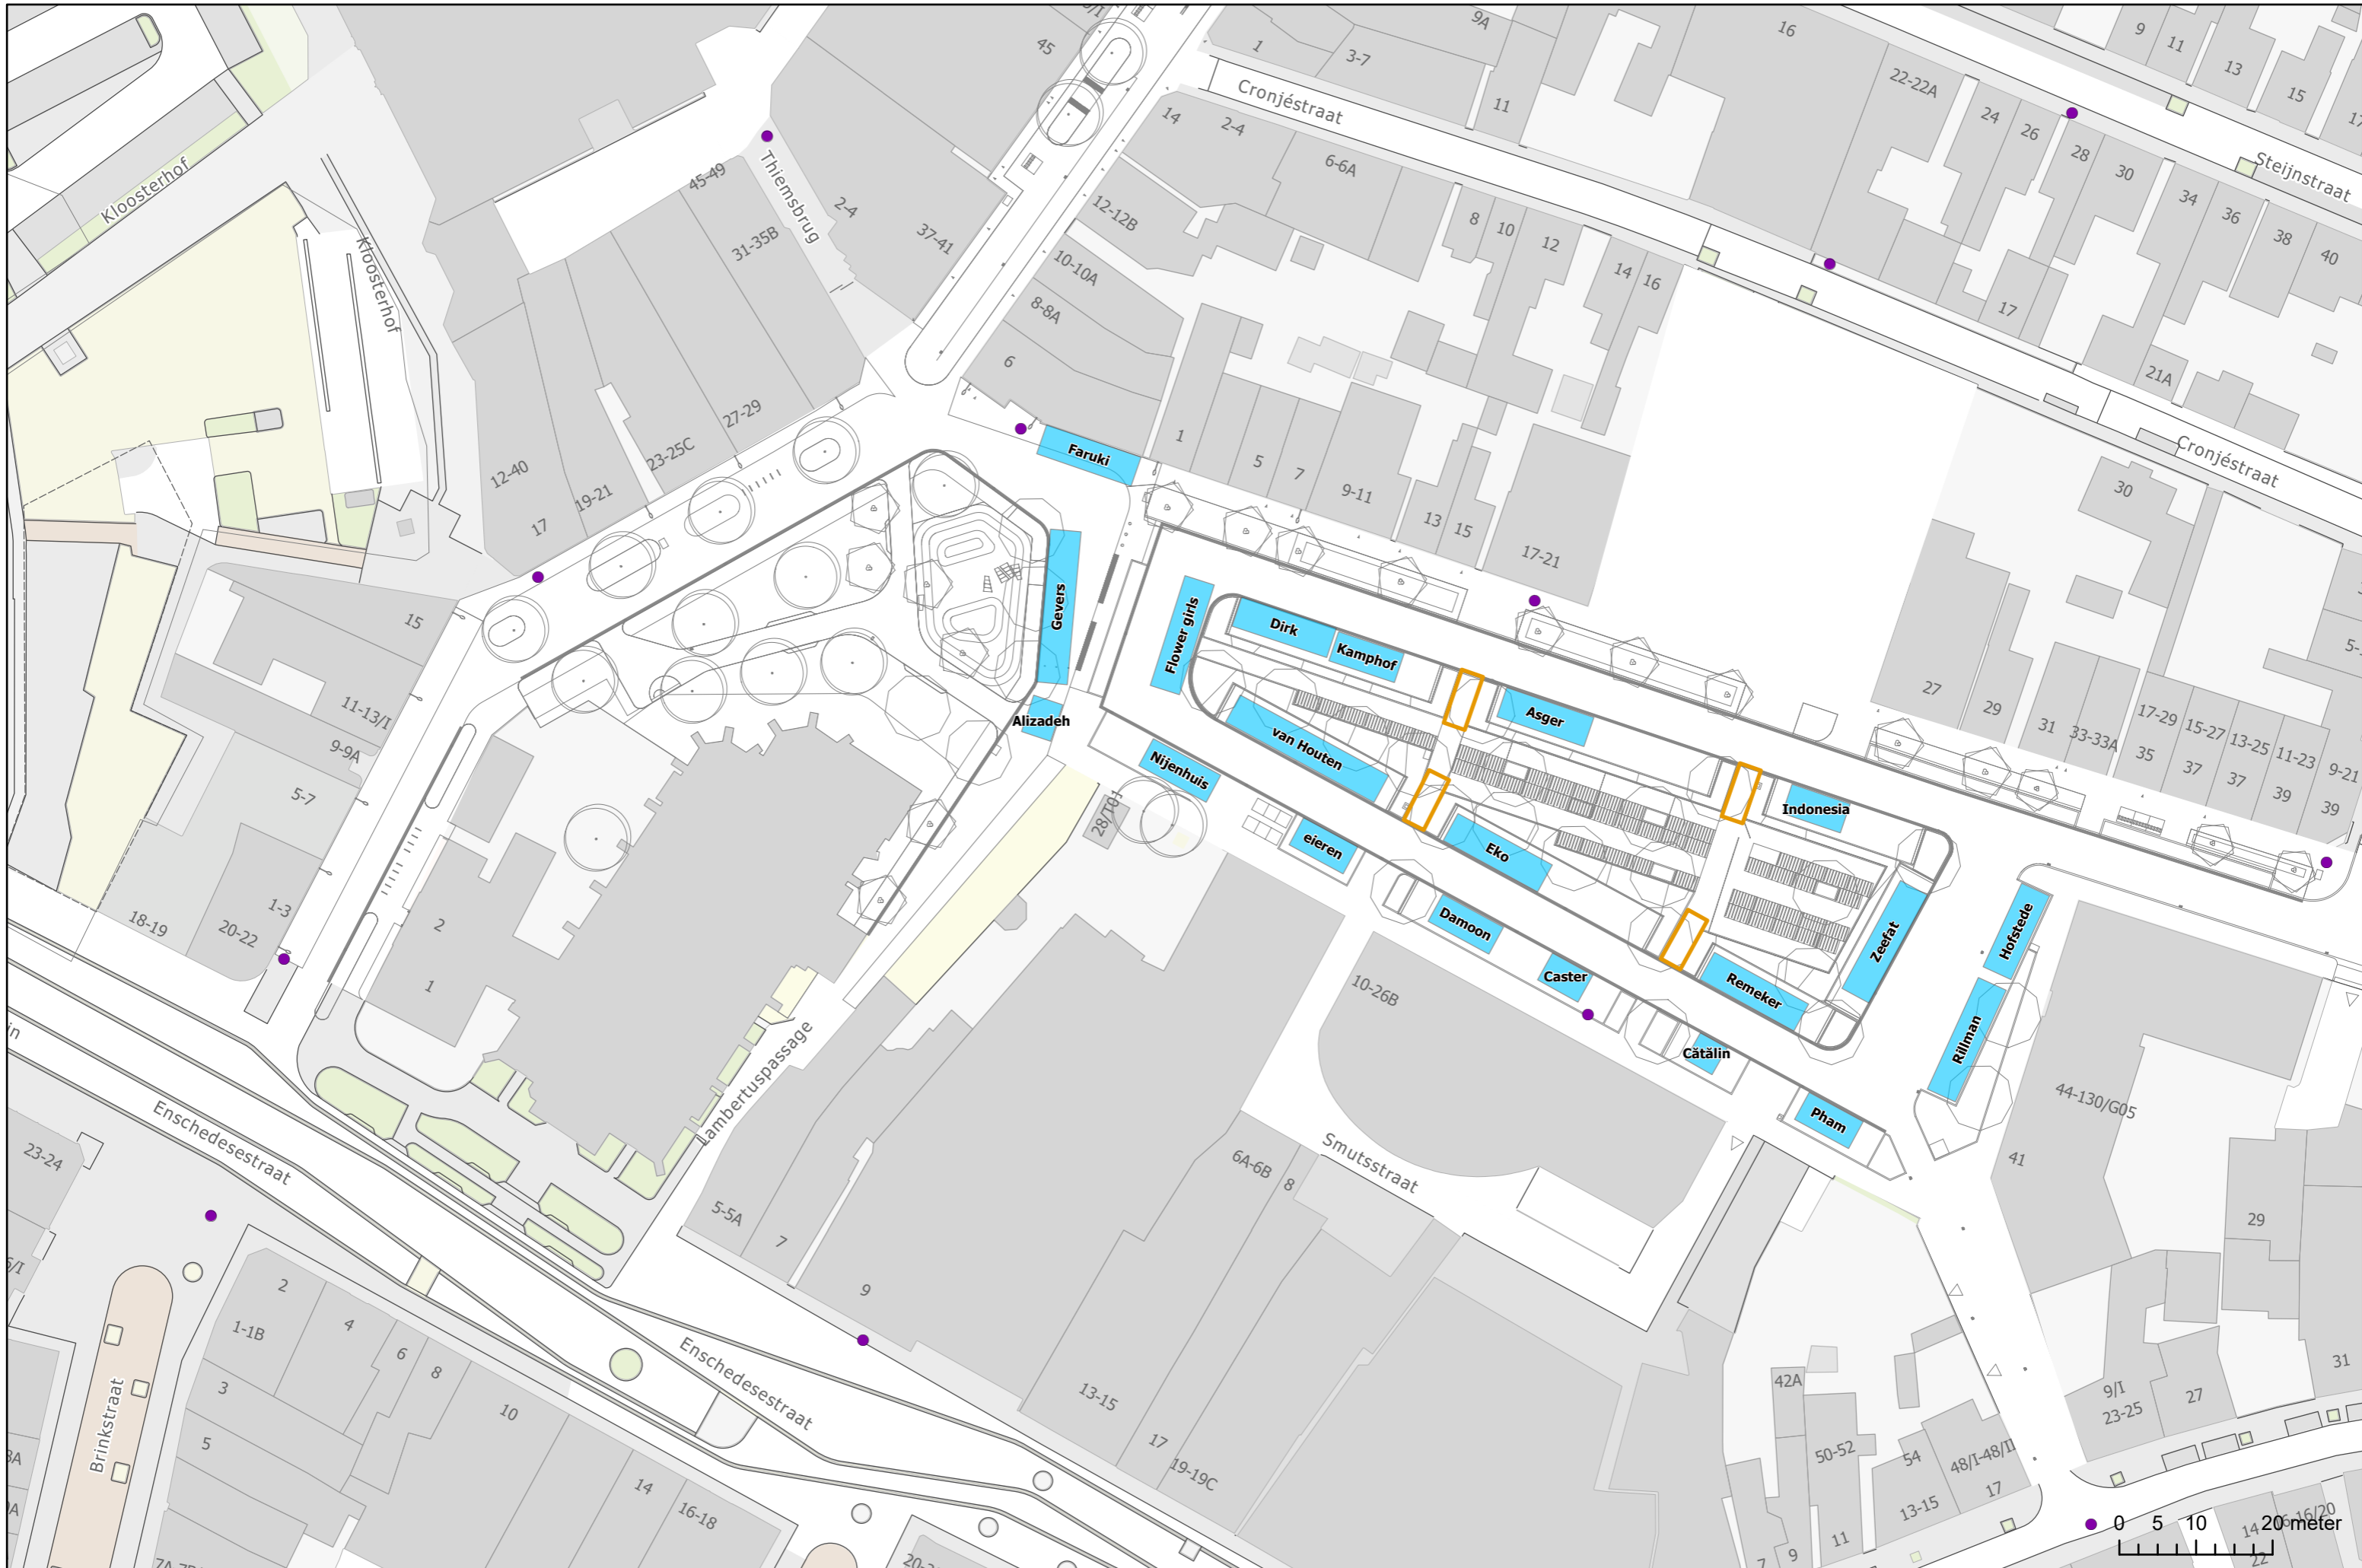 45
1
3-7
9A
16
9
11
13
15
17
Cronjéstraat
11
22-22A
24
26
28
30
Steijnstraat
34
36
38
40
14
2-4
6-6A
8
10
12
14
16
17
21A
Cronjéstraat
Kloosterhof
Kloosterhof
45-49
Thiemsbrug
2-4
31-35B
37-41
12-12B
10-10A
8-8A
6
27-29
23-25C
12-40
19-21
17
Faruki
1
5
7
9-11
13
15
17-21
30
27
29
31
33-33A
17-29
35
15-27
37
13-25
37
11-23
39
9-21
39
15
11-13/I
9-9A
5-7
1-3
18-19
20-22
2
1
Gevers
Alizadeh
Flower girls
Dirk
Kamphof
Asger
van Houten
Nijenhuis
Indonesia
eieren
Eko
Damoon
Caster
Remeker
Zeefat
Hofstede
Rillman
Cătălin
Pham
28/T01
10-26B
44-130/G05
41
Lambertuspassage
Smutsstraat
6A-6B
8
5-5A
7
9
13-15
17
19-19C
Enschedesestraat
Enschedesestraat
23-24
Brinkstraat
2
1-1B
4
6
8
3
5
10
14
16-18
29
31
9/I
23-25
27
42A
50-52
54
48/I-48/II
17
13-15
11
9
7
14
16-16/20
22
0 5 10 20 meter